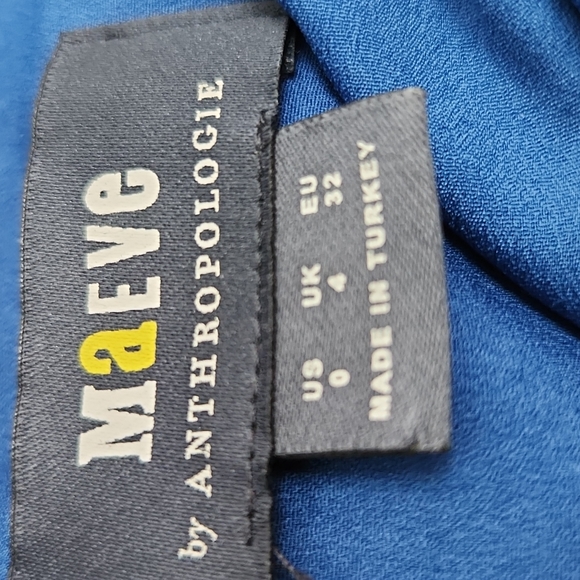 MaEVe
by ANTHROPOLOGIE
US UK EU
0 4 32
MADE IN TURKEY